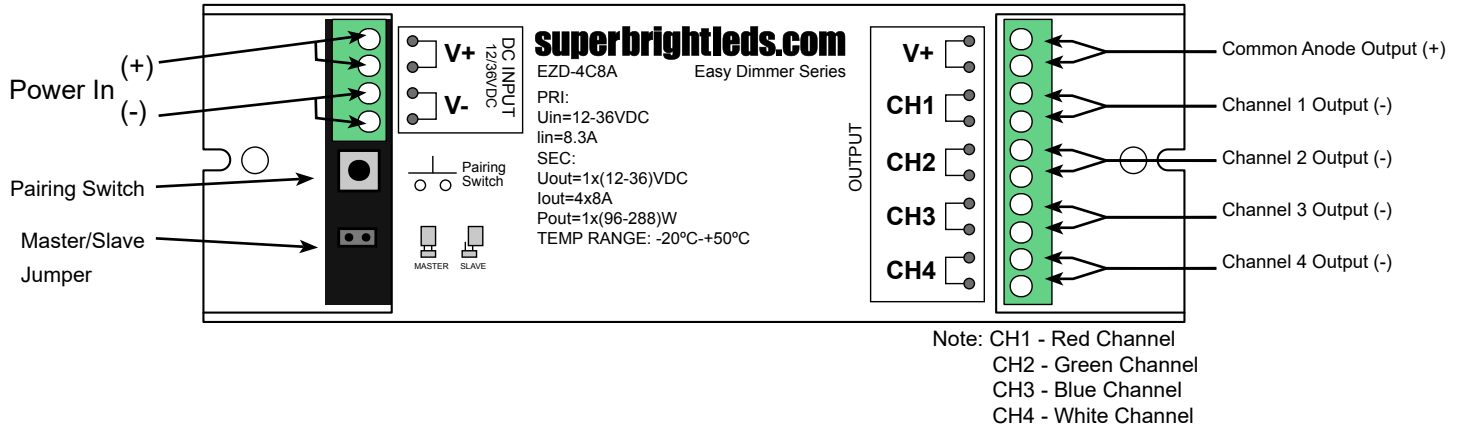 Power In
(+)
(-)
Pairing Switch
Master/Slave
Jumper
V+
V-
DC INPUT
12/36VDC
Pairing
Switch
MASTER
SLAVE
superbrightleds.com
EZD-4C8A
Easy Dimmer Series
PRI:
Uin=12-36VDC
Iin=8.3A
SEC:
Uout=1x(12-36)VDC
Iout=4x8A
Pout=1x(96-288)W
TEMP RANGE: -20ºC-+50ºC
OUTPUT
V+
CH1
CH2
CH3
CH4
Common Anode Output (+)
Channel 1 Output (-)
Channel 2 Output (-)
Channel 3 Output (-)
Channel 4 Output (-)
Note: CH1 - Red Channel
CH2 - Green Channel
CH3 - Blue Channel
CH4 - White Channel